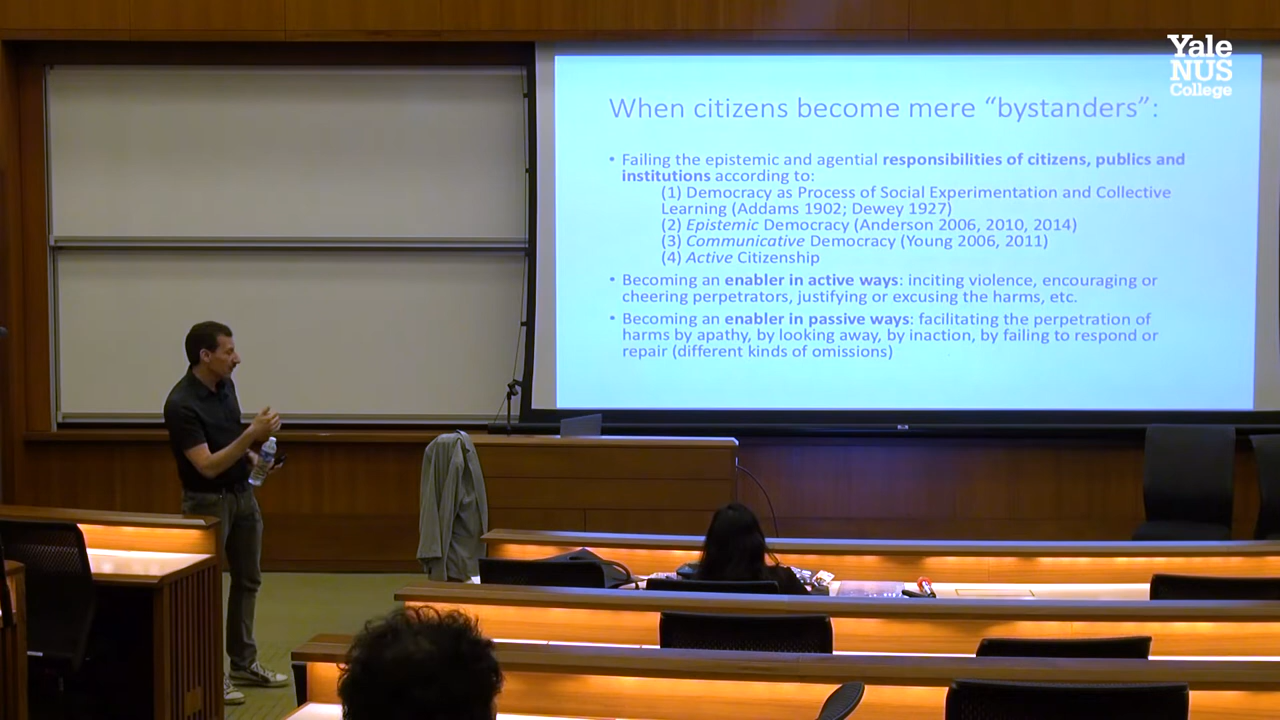 Yale
NUS
College
When citizens become mere “bystanders”:
• Failing the epistemic and agential responsibilities of citizens, publics and
institutions according to:
(1) Democracy as Process of Social Experimentation and Collective
Learning (Addams 1902; Dewey 1927)
(2) Epistemic Democracy (Anderson 2006, 2010, 2014)
(3) Communicative Democracy (Young 2006, 2011)
(4) Active Citizenship
• Becoming an enabler in active ways: inciting violence, encouraging or
cheering perpetrators, justifying or excusing the harms, etc.
• Becoming an enabler in passive ways: facilitating the perpetration of
harms by apathy, by looking away, by inaction, by failing to respond or
repair (different kinds of omissions)